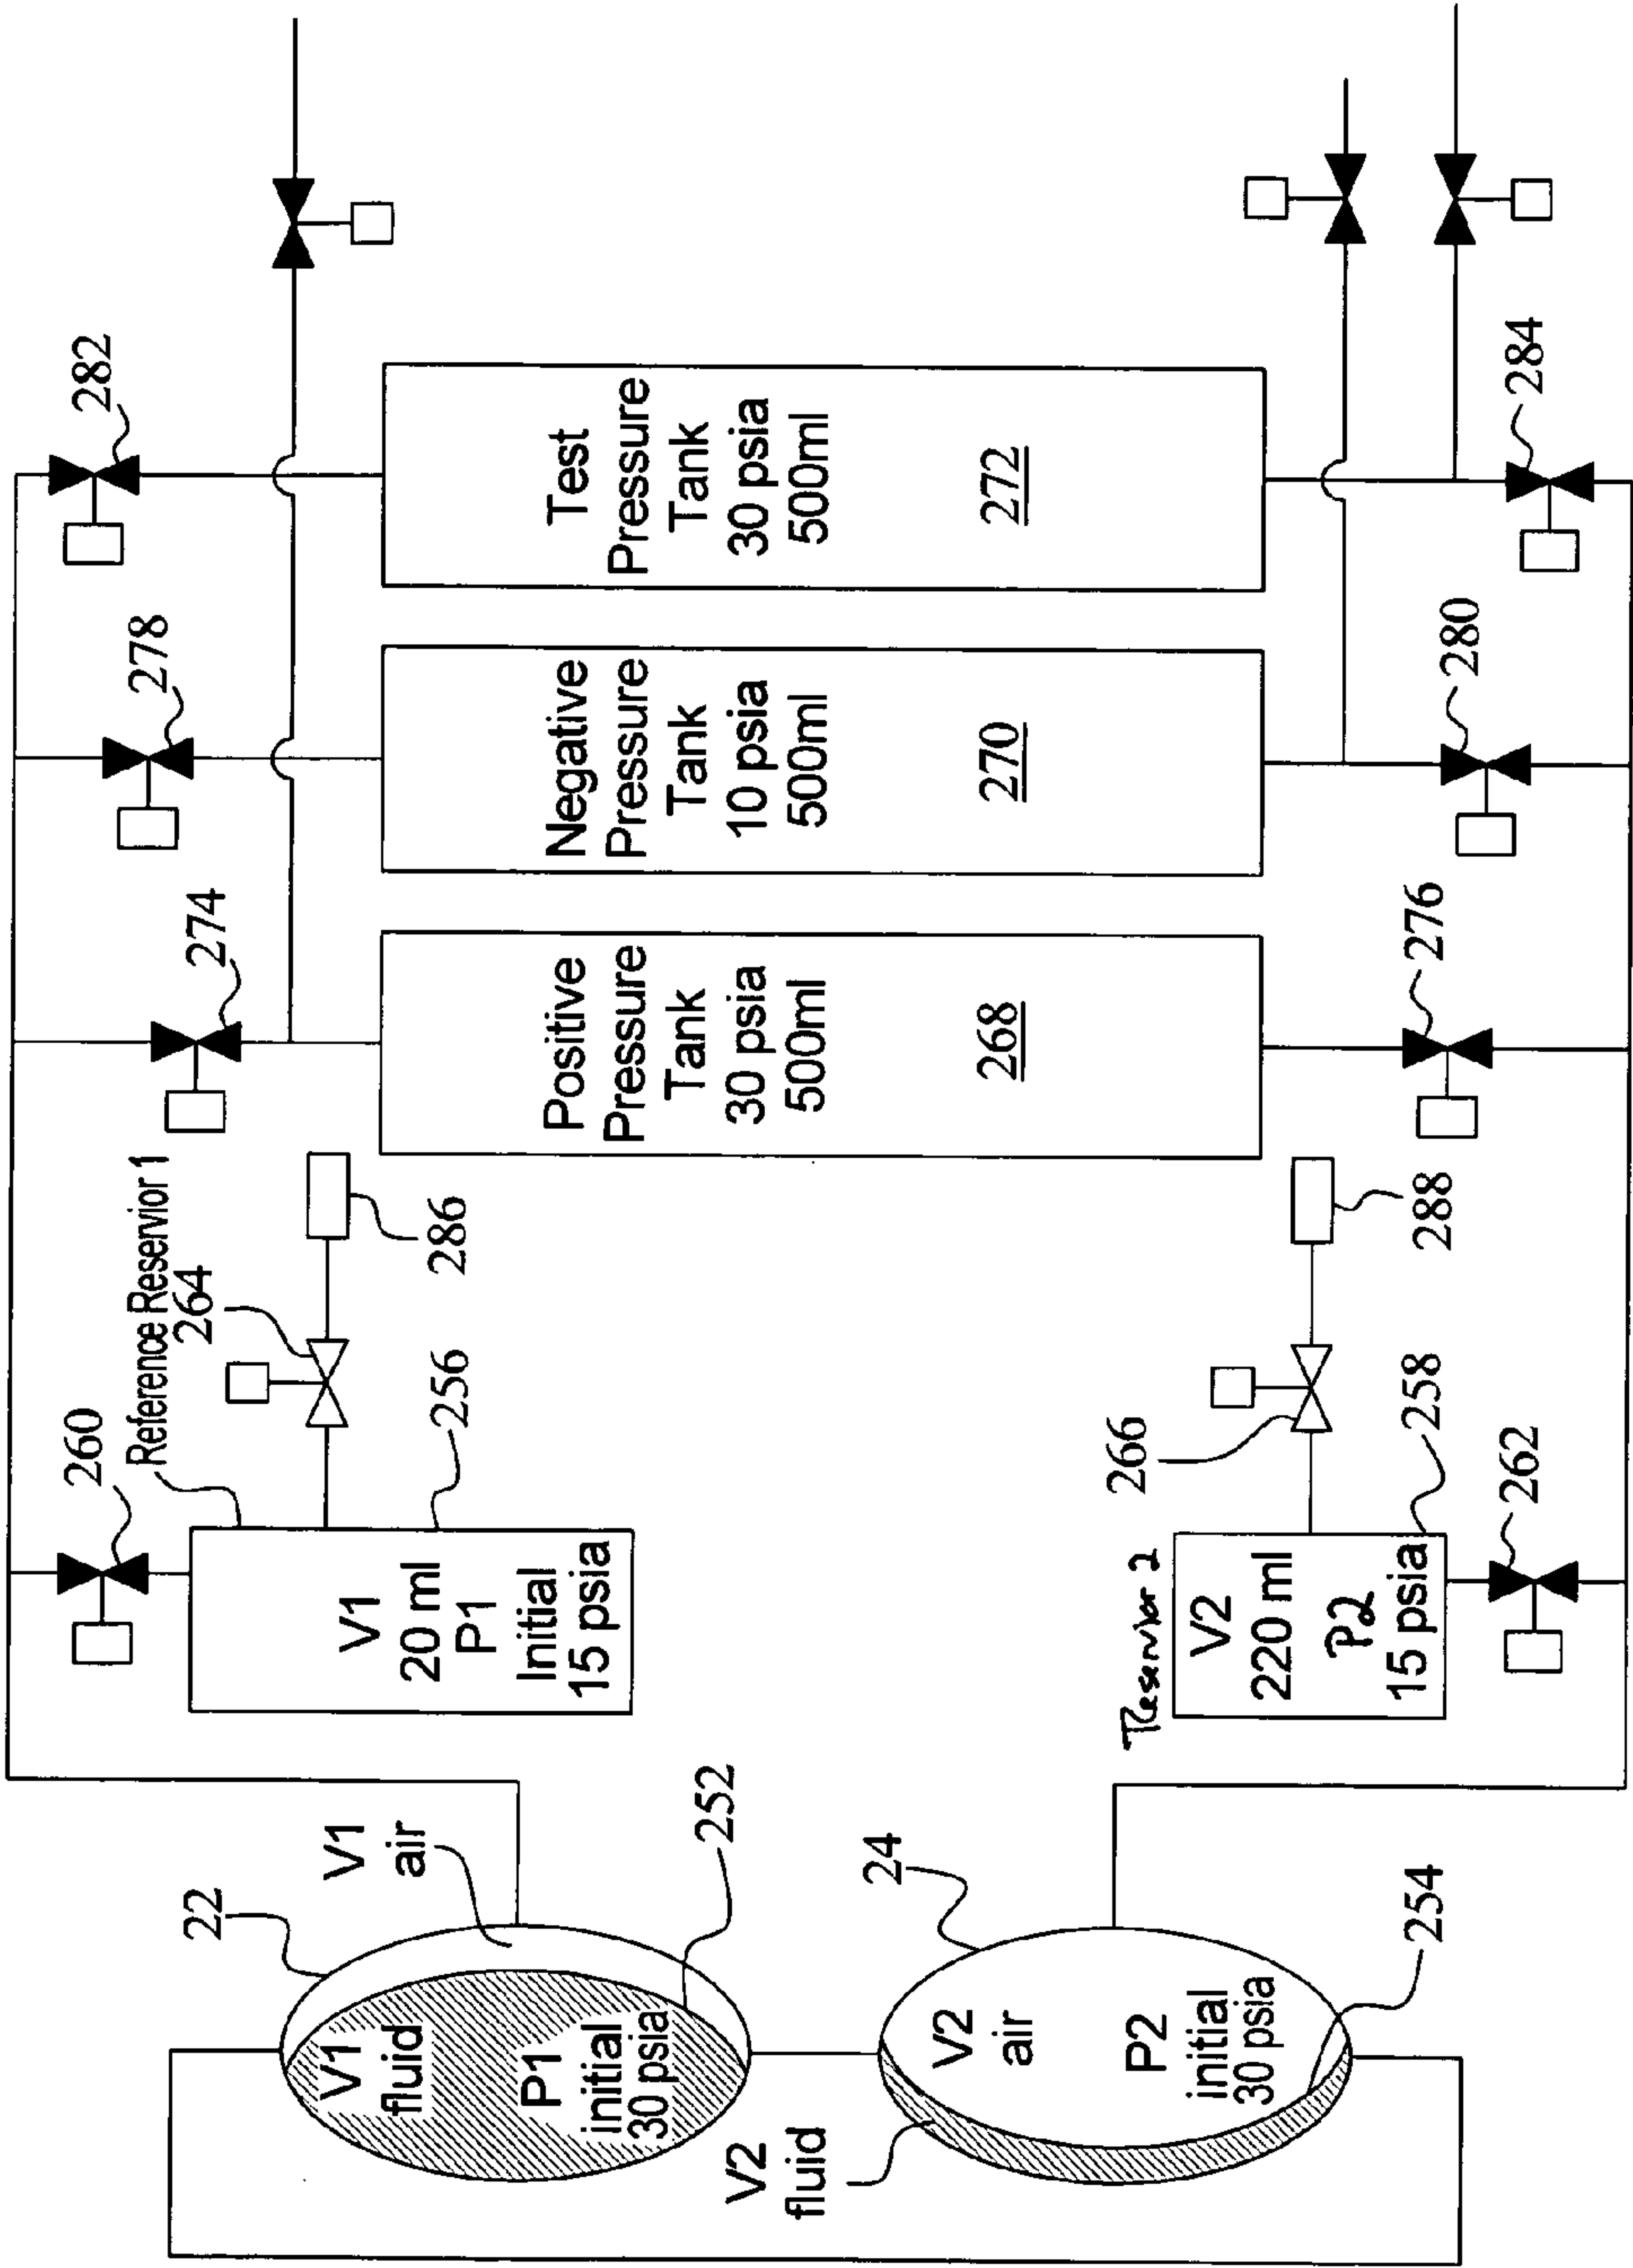 V2
fluid
V2
air
P2
initial
30 psia
24
254
V1
fluid
P1
initial
30 psia
22
V1
air
252
Reservior 2
V2
220 ml
P2
15 psia
258
262
266
288
V1
20 ml
P1
Initial
15 psia
256
260
Reference Reservior 1
264
286
276
Positive
Pressure
Tank
30 psia
500ml
268
274
280
Negative
Pressure
Tank
10 psia
500ml
270
278
284
Test
Pressure
Tank
30 psia
500ml
272
282